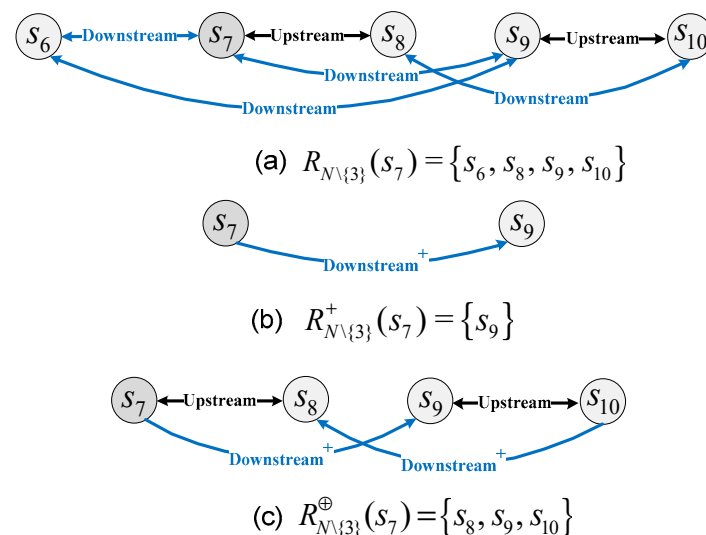 s₆ Downstream s₇ Upstream s₈ s₉ Upstream s₁₀
Downstream
Downstream
Downstream
(a) R_{N\{3}}(s₇) = {s₆, s₈, s₉, s₁₀}
s₇ s₉
Downstream⁺
(b) R⁺_{N\{3}}(s₇) = {s₉}
s₇ Upstream s₈ s₉ Upstream s₁₀
Downstream⁺ Downstream⁺
(c) R^⊕_{N\{3}}(s₇) = {s₈, s₉, s₁₀}